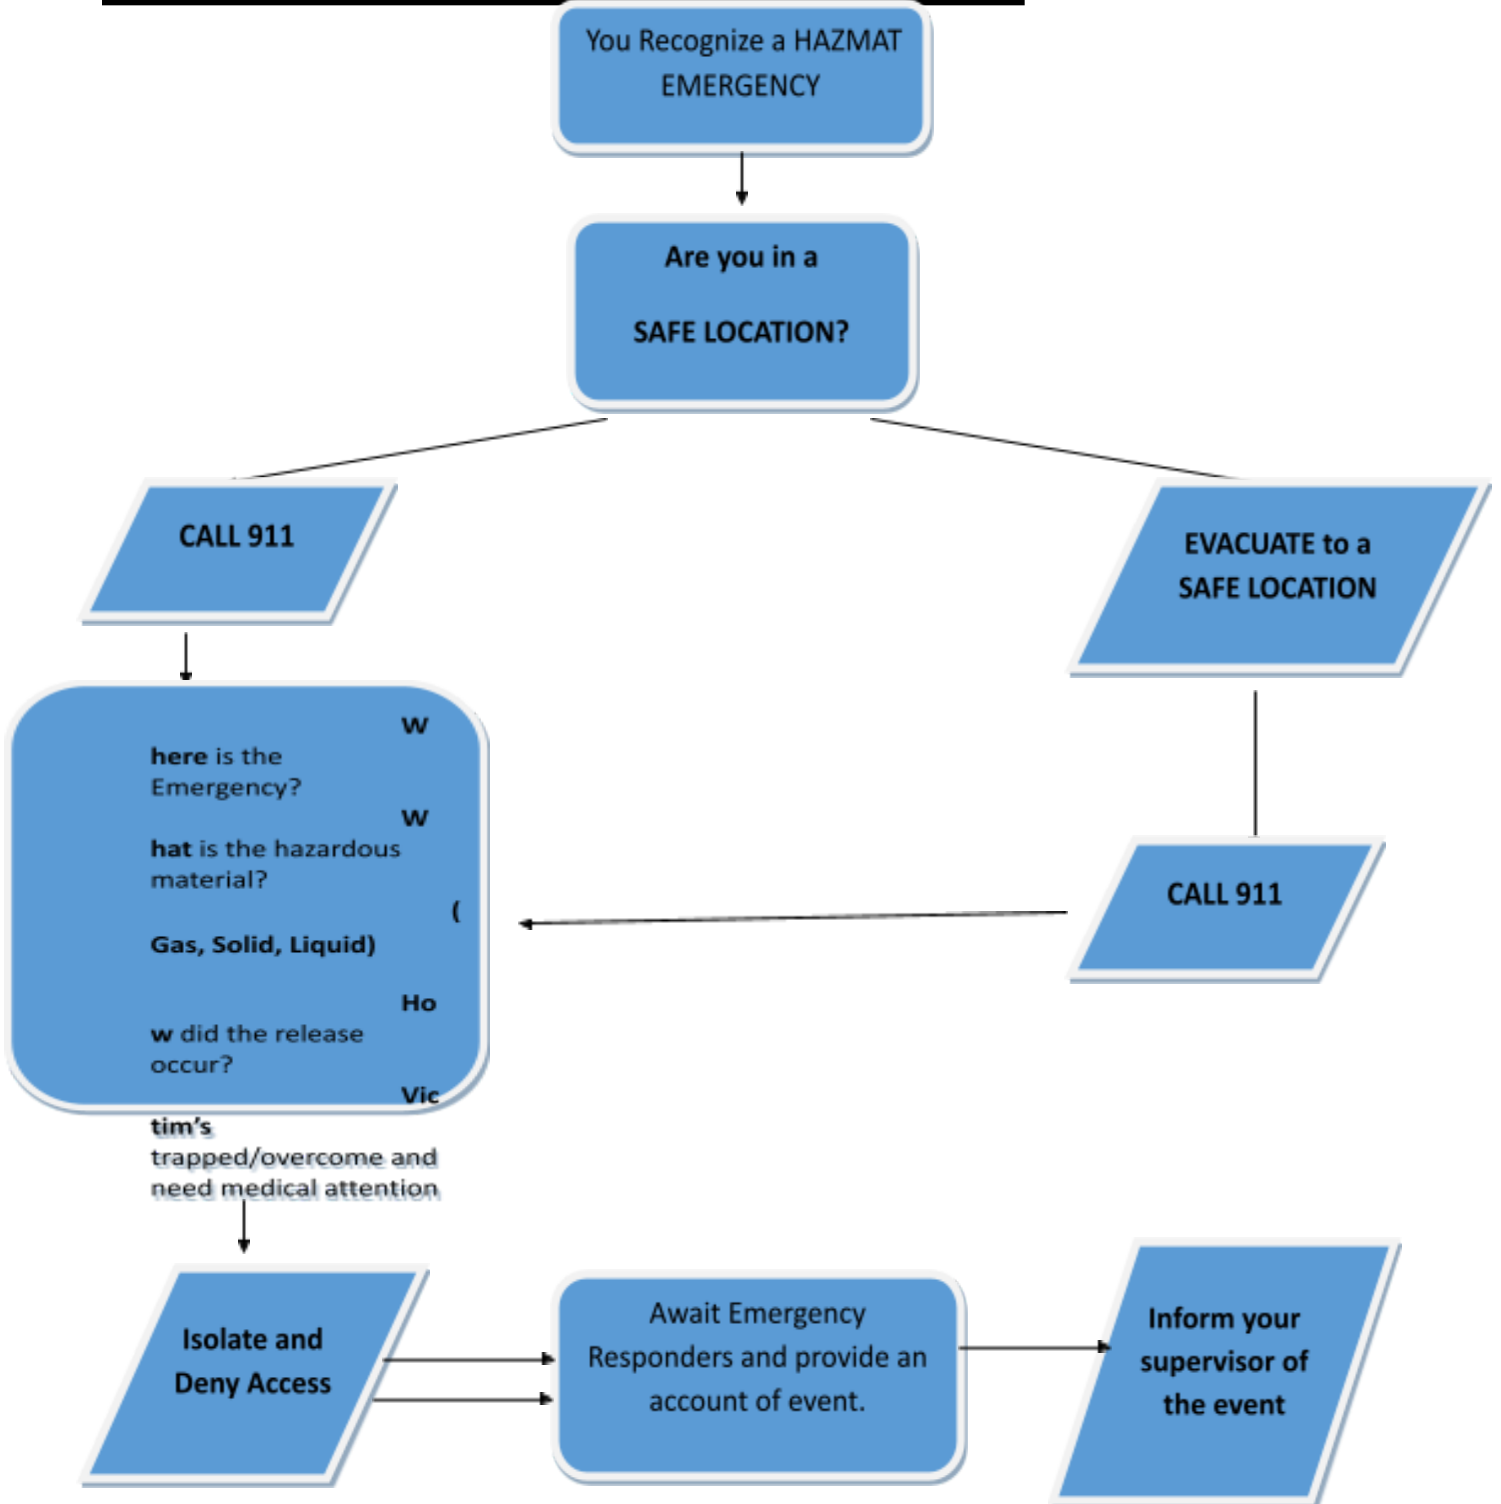 You Recognize a HAZMAT
EMERGENCY
Are you in a
SAFE LOCATION?
CALL 911
EVACUATE to a
SAFE LOCATION
W
here is the
Emergency?
W
hat is the hazardous
material?
(
Gas, Solid, Liquid)
Ho
w did the release
occur?
Vic
tim's
trapped/overcome and
need medical attention
CALL 911
Isolate and
Deny Access
Await Emergency
Responders and provide an
account of event.
Inform your
supervisor of
the event